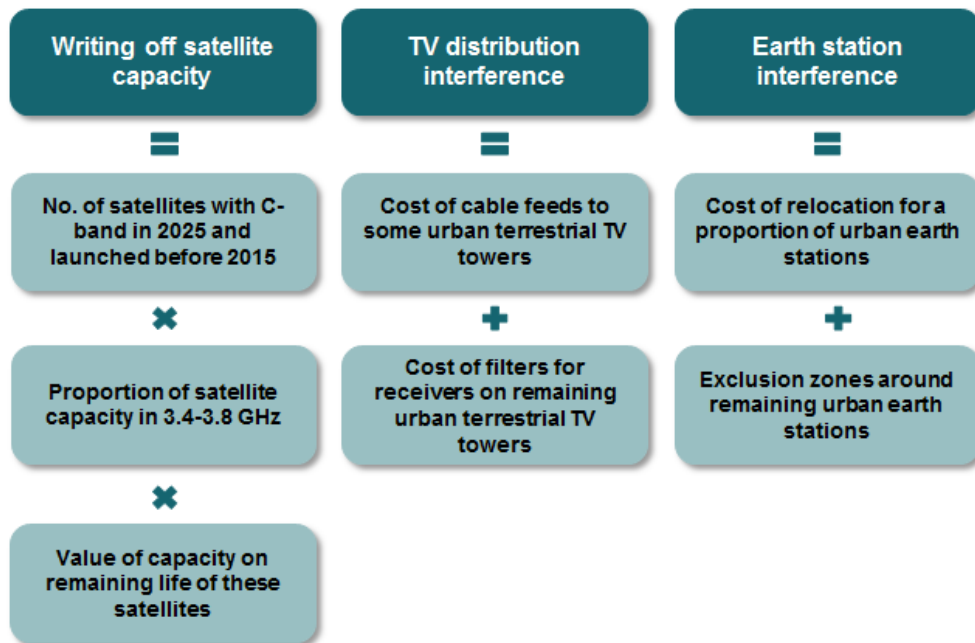 Writing off satellite
capacity
=
No. of satellites with C-
band in 2025 and
launched before 2015
×
Proportion of satellite
capacity in 3.4-3.8 GHz
×
Value of capacity on
remaining life of these
satellites
TV distribution
interference
=
Cost of cable feeds to
some urban terrestrial TV
towers
+
Cost of filters for
receivers on remaining
urban terrestrial TV
towers
Earth station
interference
=
Cost of relocation for a
proportion of urban earth
stations
+
Exclusion zones around
remaining urban earth
stations